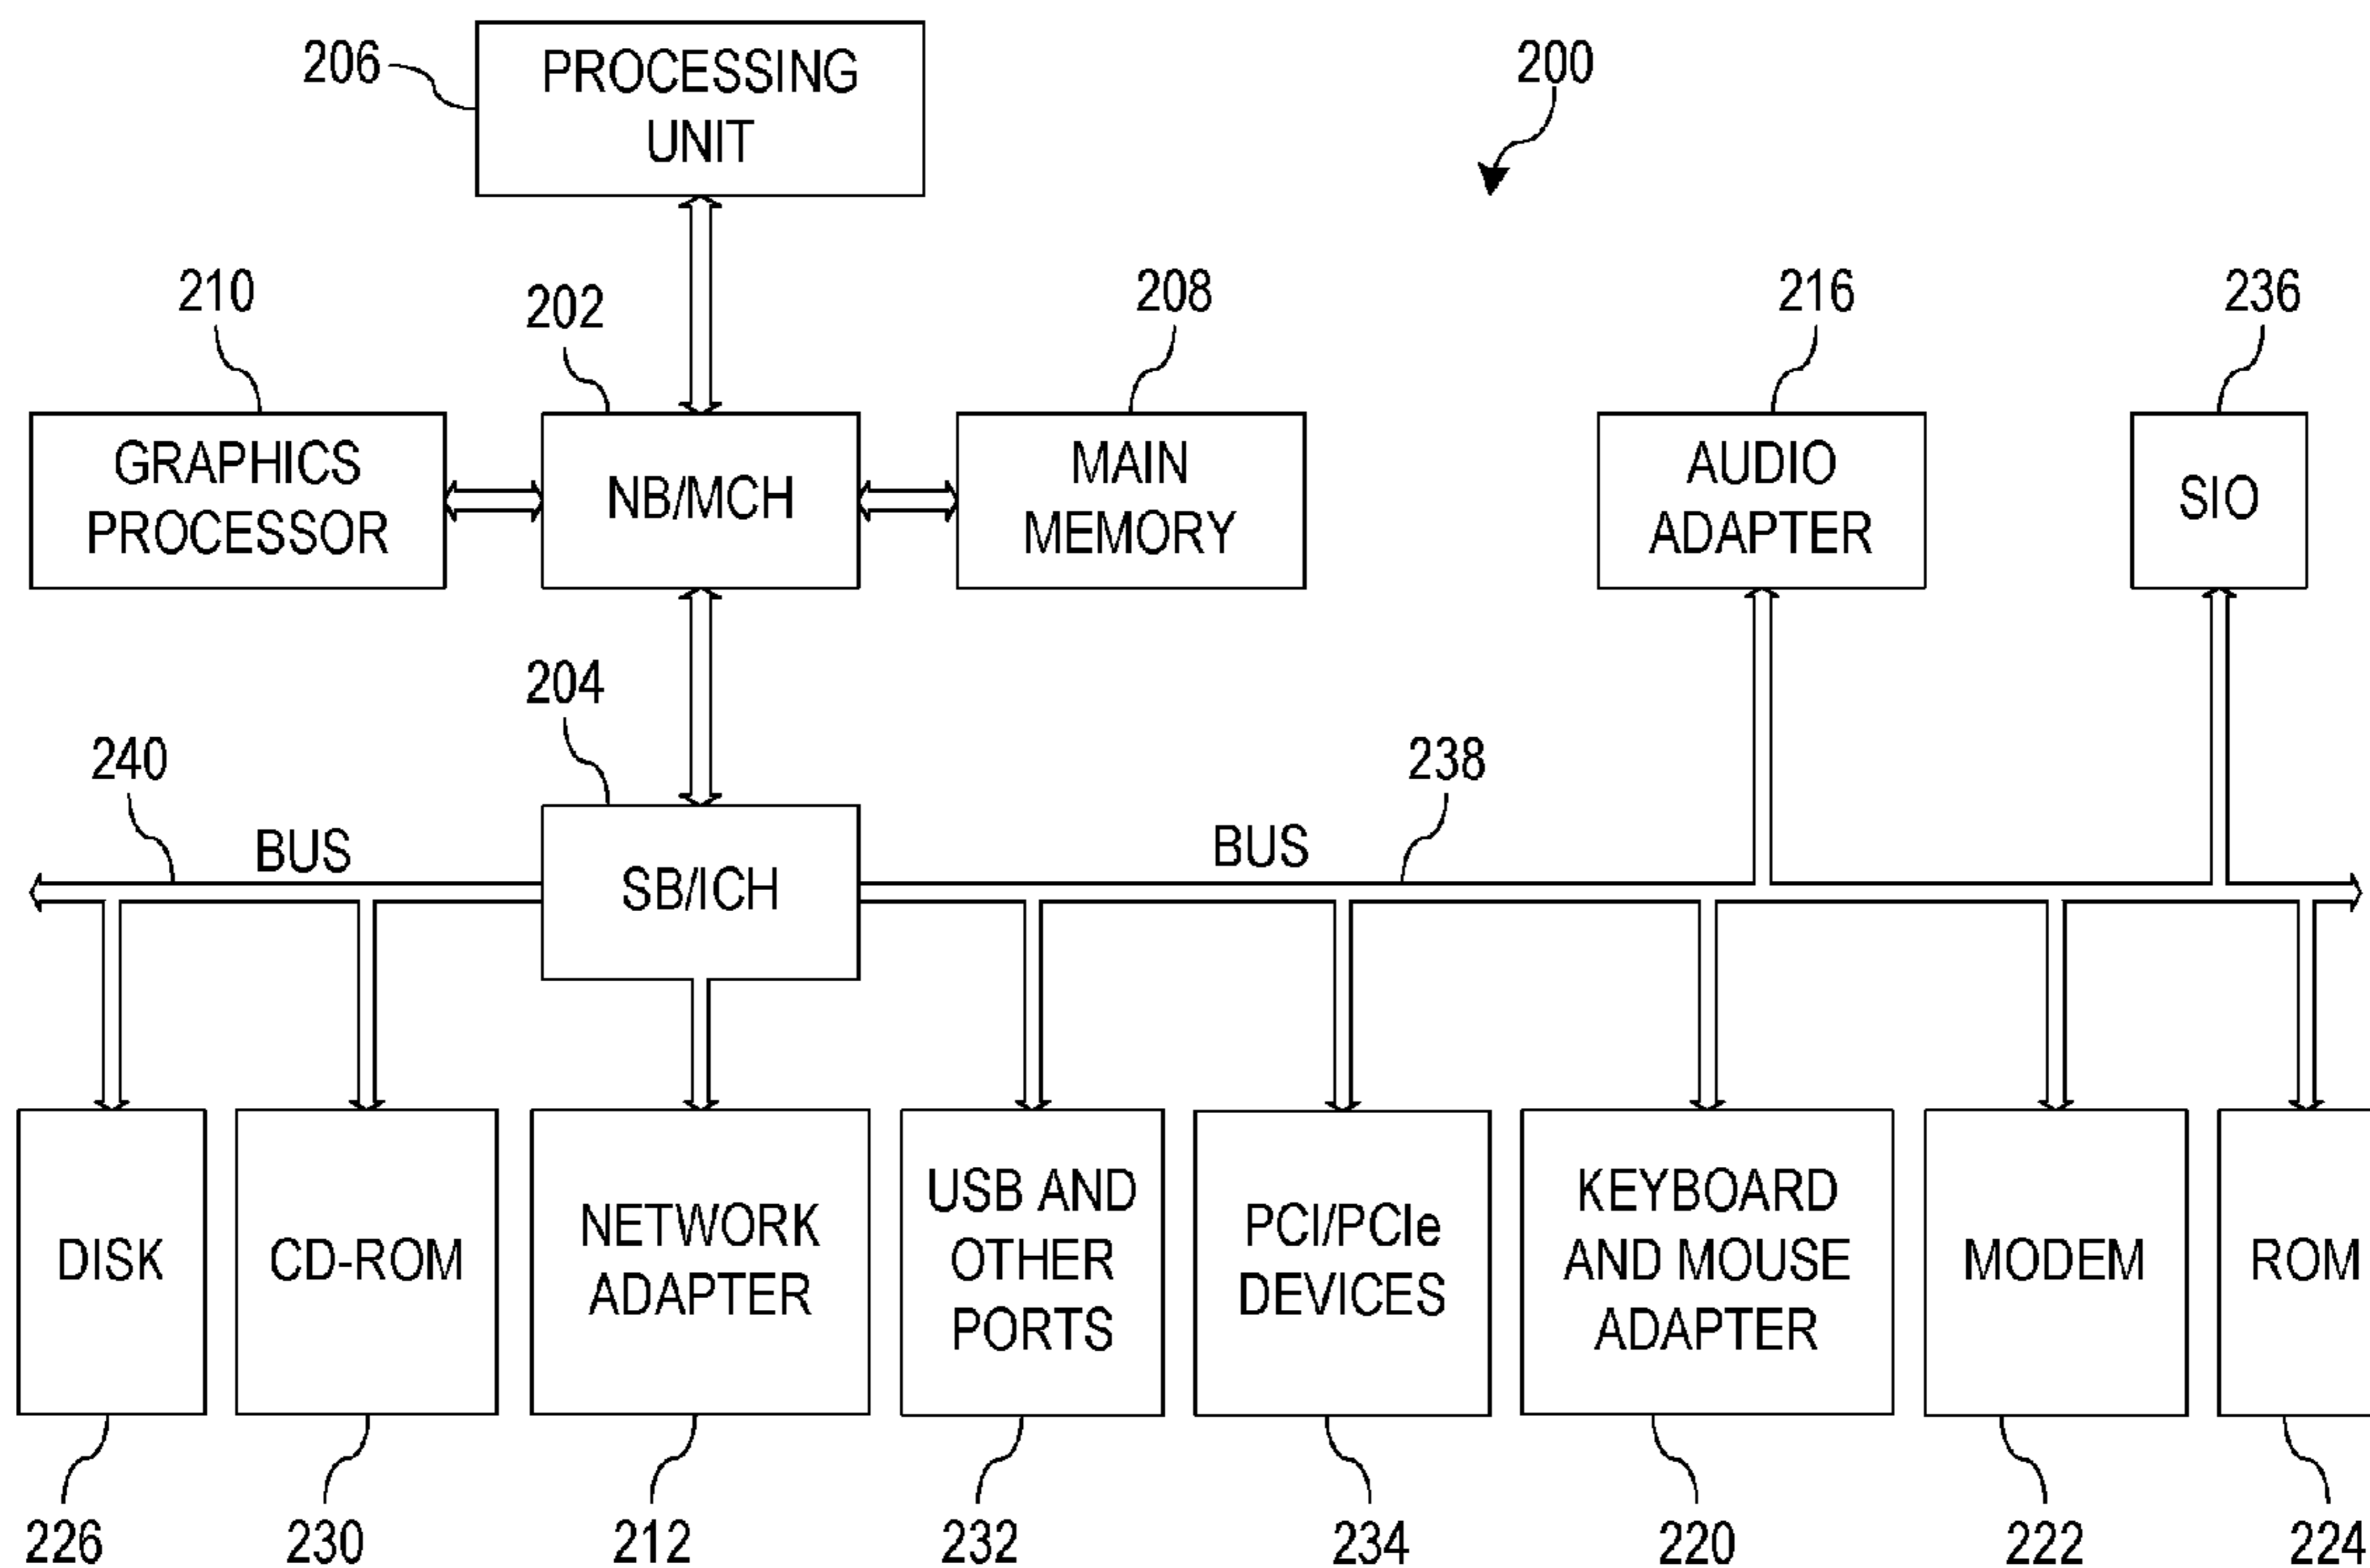 206
PROCESSING
UNIT
200
210
202
208
216
236
GRAPHICS
PROCESSOR
NB/MCH
MAIN
MEMORY
AUDIO
ADAPTER
SIO
204
240
BUS
238
BUS
SB/ICH
DISK
CD-ROM
NETWORK
ADAPTER
USB AND
OTHER
PORTS
PCI/PCIe
DEVICES
KEYBOARD
AND MOUSE
ADAPTER
MODEM
ROM
226
230
212
232
234
220
222
224